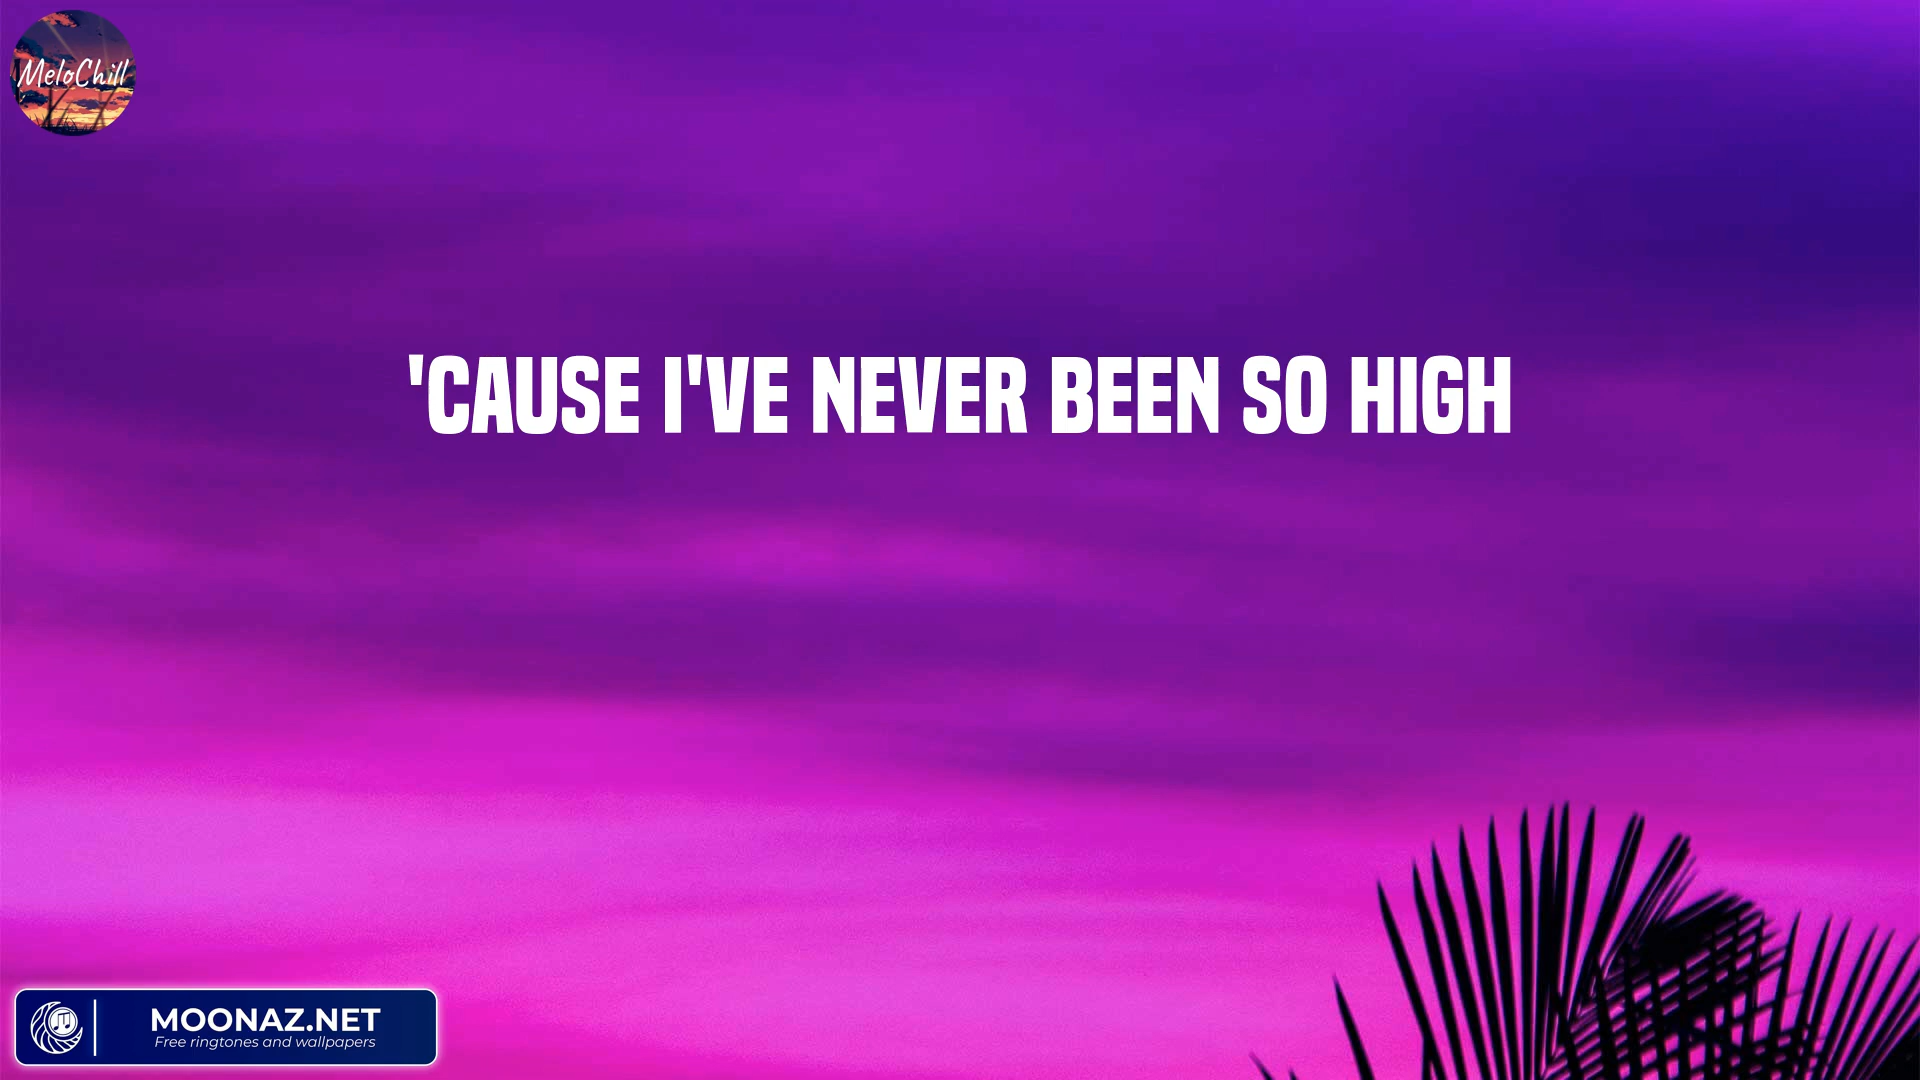 MeloChill
'CAUSE I'VE NEVER BEEN SO HIGH
MOONAZ.NET
Free ringtones and wallpapers